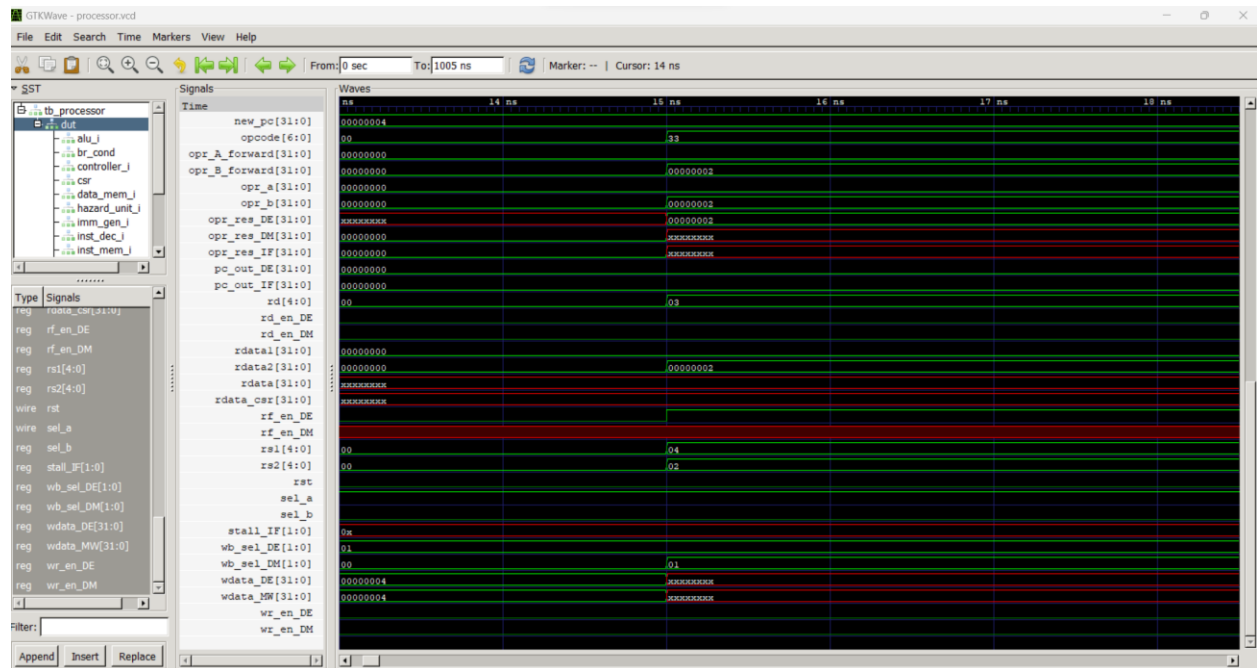 GTKWave - processor.vcd
File Edit Search Time Markers View Help
From: 0 sec To: 1005 ns Marker: -- | Cursor: 14 ns
SST
tb_processor
dut
alu_i
br_cond
controller_i
csr
data_mem_i
hazard_unit_i
imm_gen_i
inst_dec_i
inst_mem_i
Type Signals
reg rdata_csr[31:0]
reg rf_en_DE
reg rf_en_DM
reg rs1[4:0]
reg rs2[4:0]
wire rst
wire sel_a
reg sel_b
reg stall_IF[1:0]
reg wb_sel_DE[1:0]
reg wb_sel_DM[1:0]
reg wdata_DE[31:0]
reg wdata_MW[31:0]
reg wr_en_DE
reg wr_en_DM
Filter:
Append Insert Replace
Signals
Waves
Time ns 14 ns 15 ns 16 ns 17 ns 18 ns
new_pc[31:0] 00000004
opcode[6:0] 00 33
opr_A_forward[31:0] 00000000
opr_B_forward[31:0] 00000000 00000002
opr_a[31:0] 00000000
opr_b[31:0] 00000000 00000002
opr_res_DE[31:0] xxxxxxxx 00000002
opr_res_DM[31:0] 00000000 xxxxxxxx
opr_res_IF[31:0] 00000000 xxxxxxxx
pc_out_DE[31:0] 00000000
pc_out_IF[31:0] 00000000
rd[4:0] 00 03
rd_en_DE
rd_en_DM
rdata1[31:0] 00000000
rdata2[31:0] 00000000 00000002
rdata[31:0] xxxxxxxx
rdata_csr[31:0] xxxxxxxx
rf_en_DE
rf_en_DM
rs1[4:0] 00 04
rs2[4:0] 00 02
rst
sel_a
sel_b
stall_IF[1:0] 0x
wb_sel_DE[1:0] 01
wb_sel_DM[1:0] 00 01
wdata_DE[31:0] 00000004 xxxxxxxx
wdata_MW[31:0] 00000004 xxxxxxxx
wr_en_DE
wr_en_DM